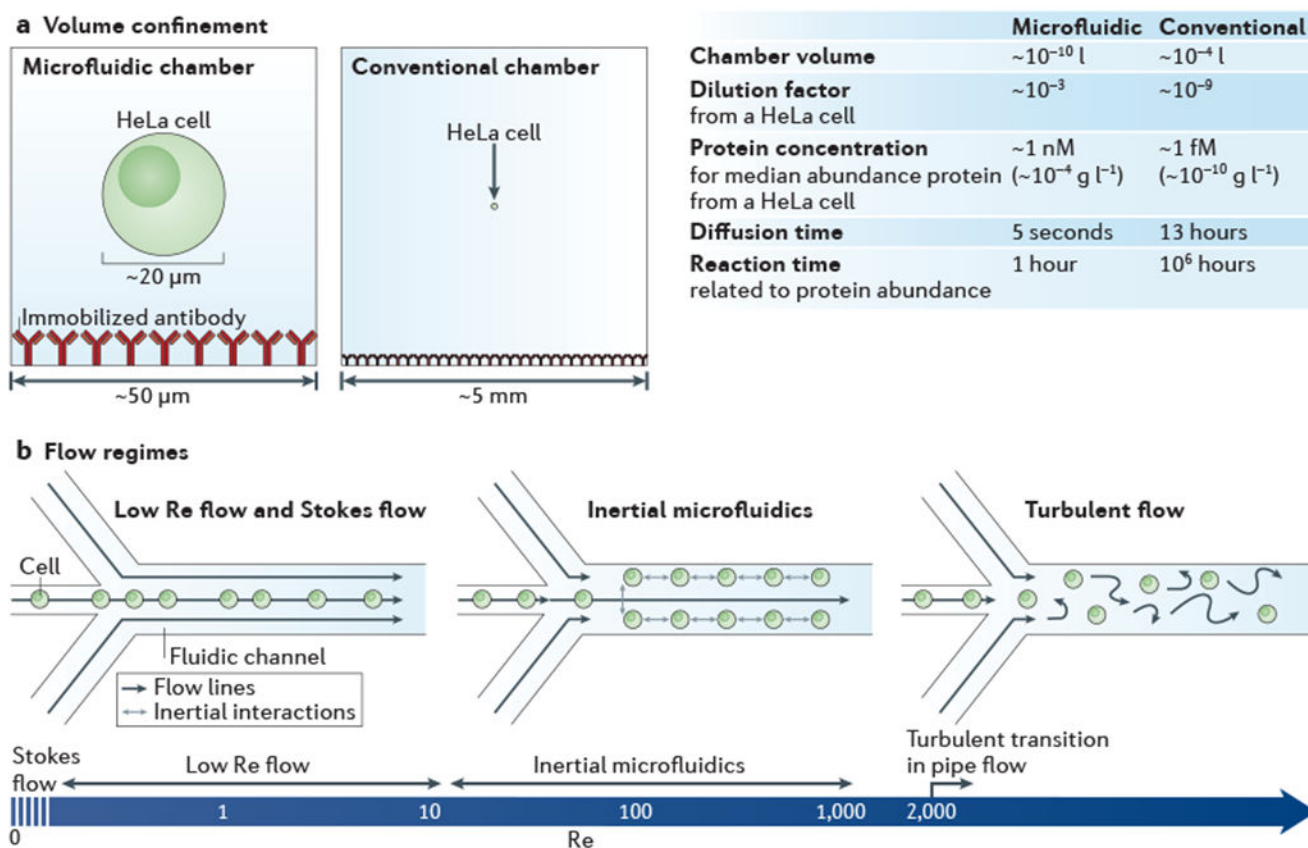 a Volume confinement
Microfluidic chamber
HeLa cell
~20 µm
Immobilized antibody
~50 µm
Conventional chamber
HeLa cell
~5 mm
Microfluidic Conventional
Chamber volume ~10⁻¹⁰ l ~10⁻⁴ l
Dilution factor ~10⁻³ ~10⁻⁹
from a HeLa cell
Protein concentration ~1 nM ~1 fM
for median abundance protein (~10⁻⁴ g l⁻¹) (~10⁻¹⁰ g l⁻¹)
from a HeLa cell
Diffusion time 5 seconds 13 hours
Reaction time 1 hour 10⁶ hours
related to protein abundance
b Flow regimes
Low Re flow and Stokes flow
Cell
Fluidic channel
Flow lines
Inertial interactions
Inertial microfluidics
Turbulent flow
Stokes
flow
Low Re flow
Inertial microfluidics
Turbulent transition
in pipe flow
0 1 10 100 1,000 2,000
Re